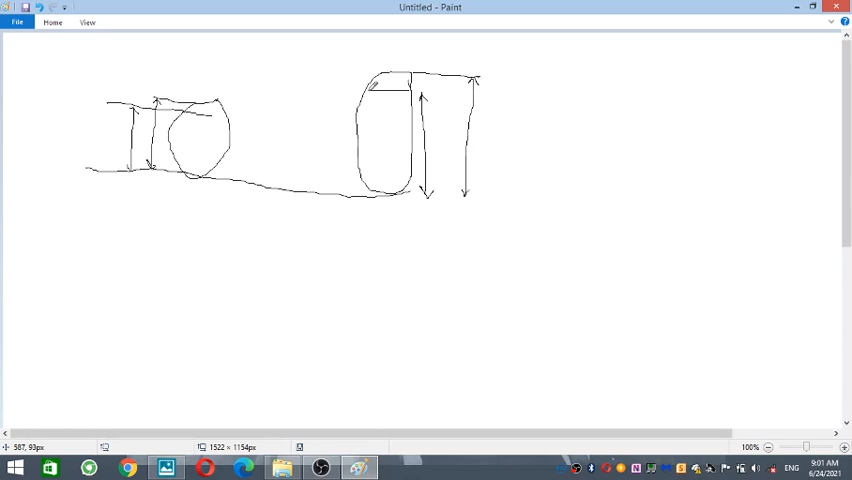 Untitled - Paint
File Home View
587, 93px
1522 × 1154px
100%
ENG
9:01 AM
6/24/2021